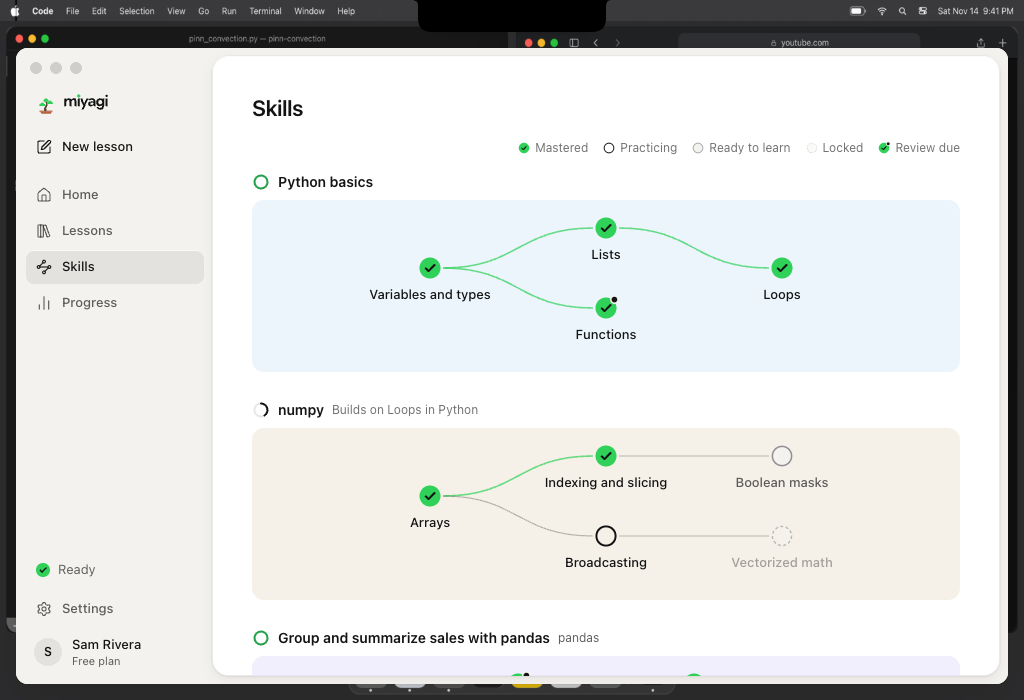 Code File Edit Selection View Go Run Terminal Window Help Sat Nov 14 9:41 PM
pinn_convection.py — pinn-convection
youtube.com
miyagi
New lesson
Home
Lessons
Skills
Progress
Ready
Settings
S
Sam Rivera
Free plan
Skills
Mastered Practicing Ready to learn Locked Review due
Python basics
Lists
Variables and types
Loops
Functions
numpy Builds on Loops in Python
Indexing and slicing
Boolean masks
Arrays
Broadcasting
Vectorized math
Group and summarize sales with pandas pandas